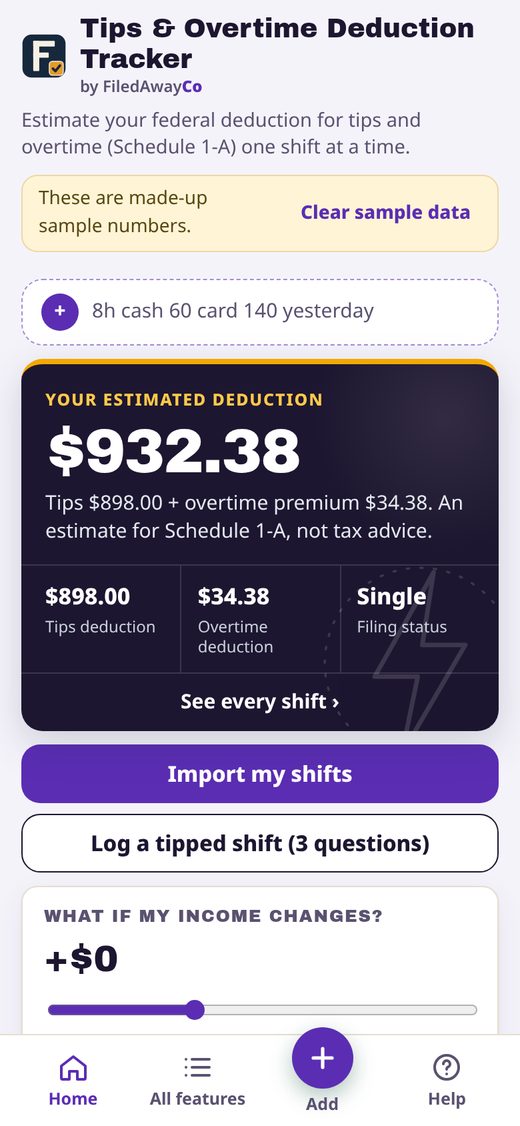 Tips & Overtime Deduction
Tracker
by FiledAwayCo
Estimate your federal deduction for tips and
overtime (Schedule 1-A) one shift at a time.
These are made-up
sample numbers.
Clear sample data
+ 8h cash 60 card 140 yesterday
YOUR ESTIMATED DEDUCTION
$932.38
Tips $898.00 + overtime premium $34.38. An
estimate for Schedule 1-A, not tax advice.
$898.00
Tips deduction
$34.38
Overtime
deduction
Single
Filing status
See every shift ›
Import my shifts
Log a tipped shift (3 questions)
WHAT IF MY INCOME CHANGES?
+$0
Home
All features
+
Add
?
Help